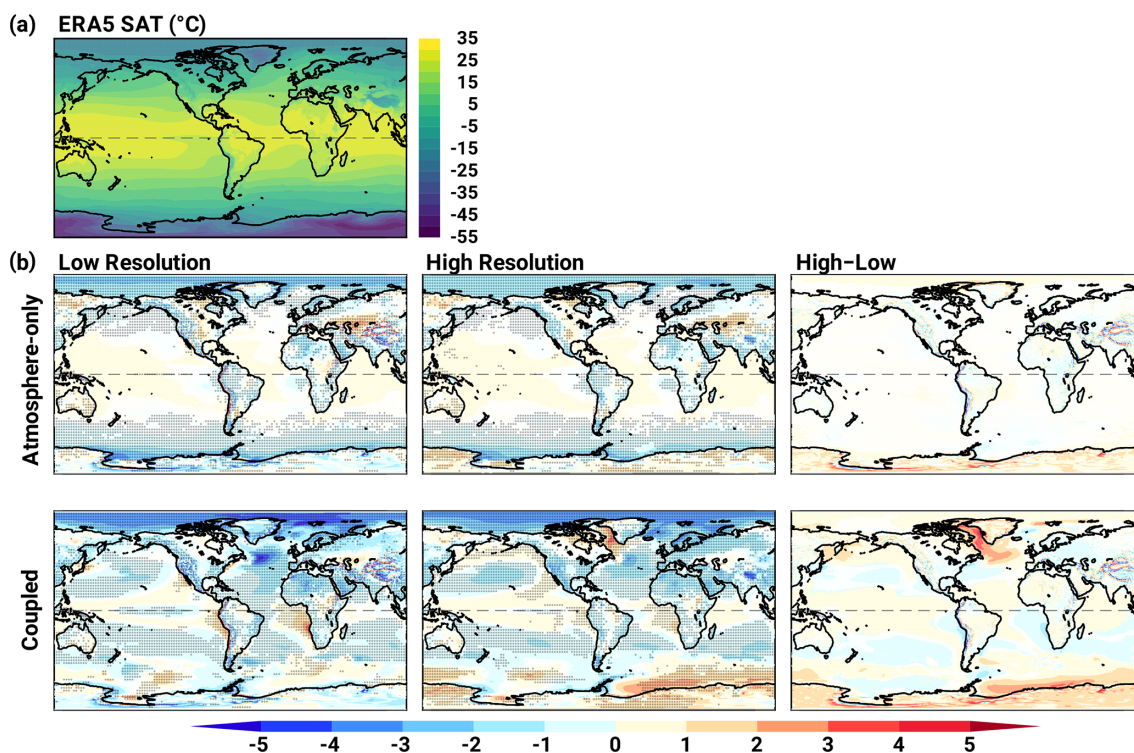 (a) ERA5 SAT (°C)
35
25
15
5
-5
-15
-25
-35
-45
-55
(b) Low Resolution High Resolution High-Low
Atmosphere-only
Coupled
-5 -4 -3 -2 -1 0 1 2 3 4 5